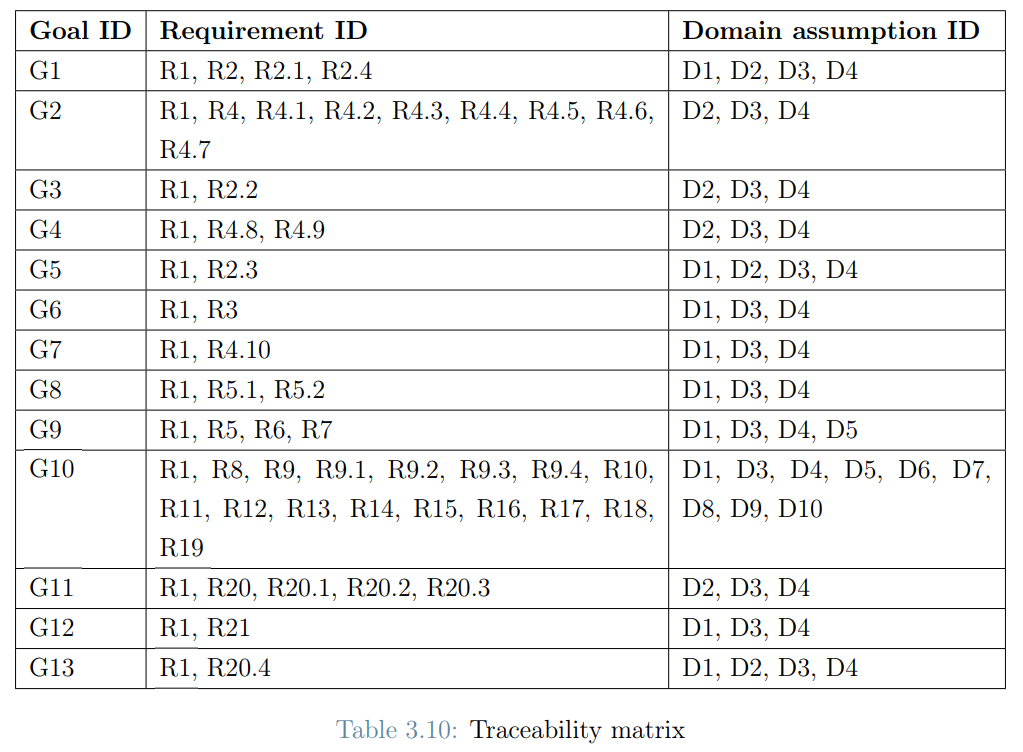 Goal ID Requirement ID Domain assumption ID
G1 R1, R2, R2.1, R2.4 D1, D2, D3, D4
G2 R1, R4, R4.1, R4.2, R4.3, R4.4, R4.5, R4.6, D2, D3, D4
R4.7
G3 R1, R2.2 D2, D3, D4
G4 R1, R4.8, R4.9 D2, D3, D4
G5 R1, R2.3 D1, D2, D3, D4
G6 R1, R3 D1, D3, D4
G7 R1, R4.10 D1, D3, D4
G8 R1, R5.1, R5.2 D1, D3, D4
G9 R1, R5, R6, R7 D1, D3, D4, D5
G10 R1, R8, R9, R9.1, R9.2, R9.3, R9.4, R10, D1, D3, D4, D5, D6, D7,
R11, R12, R13, R14, R15, R16, R17, R18, D8, D9, D10
R19
G11 R1, R20, R20.1, R20.2, R20.3 D2, D3, D4
G12 R1, R21 D1, D3, D4
G13 R1, R20.4 D1, D2, D3, D4
Table 3.10: Traceability matrix